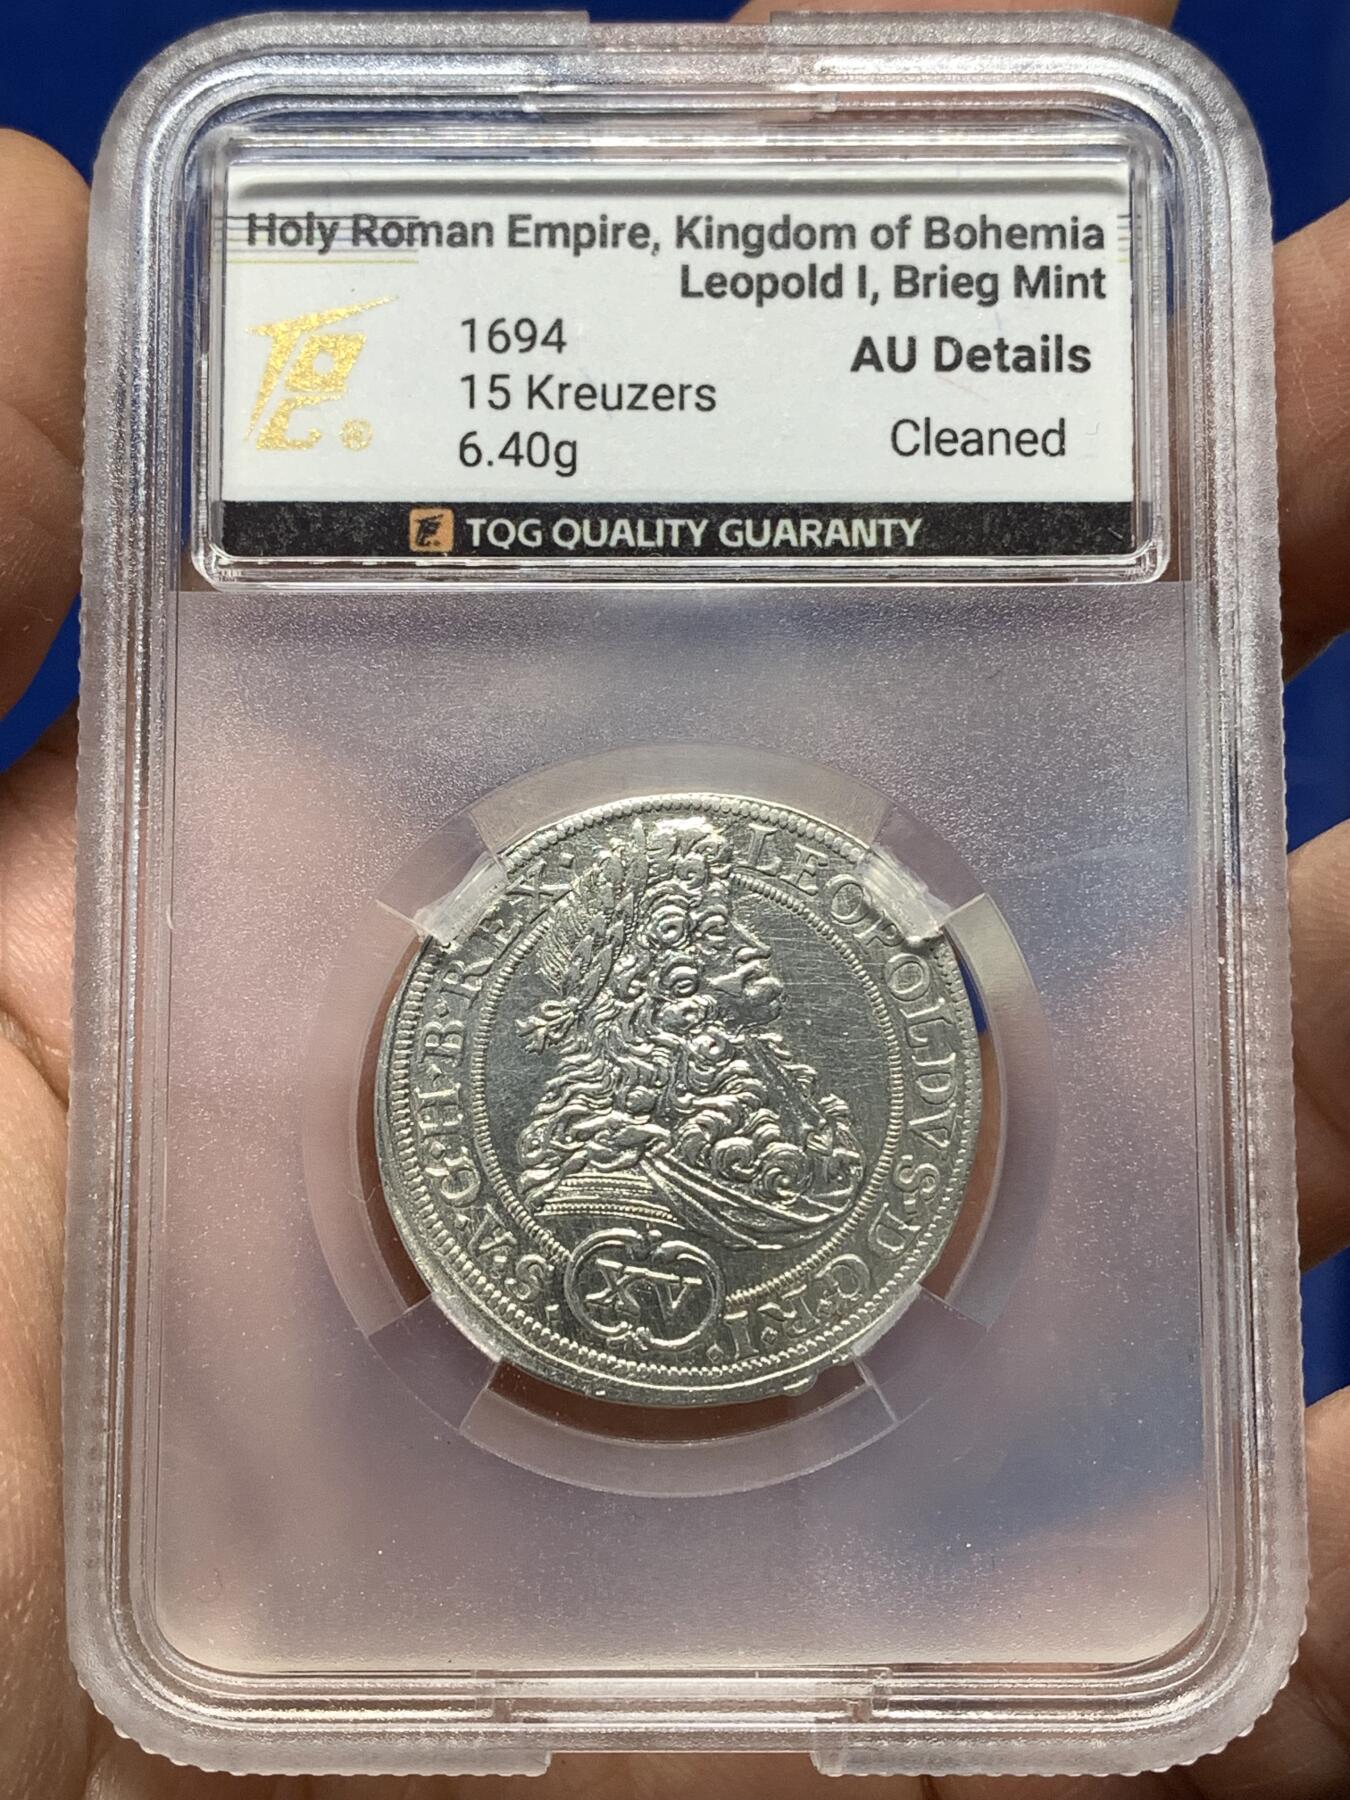 Holy Roman Empire, Kingdom of Bohemia
Leopold I, Brieg Mint
1694
AU Details
15 Kreuzers
Cleaned
6.40g
TQG ®
TQG QUALITY GUARANTY
LEOPOLDVS·D·G·R·I·
S·A·G·H·B·REX·
XV